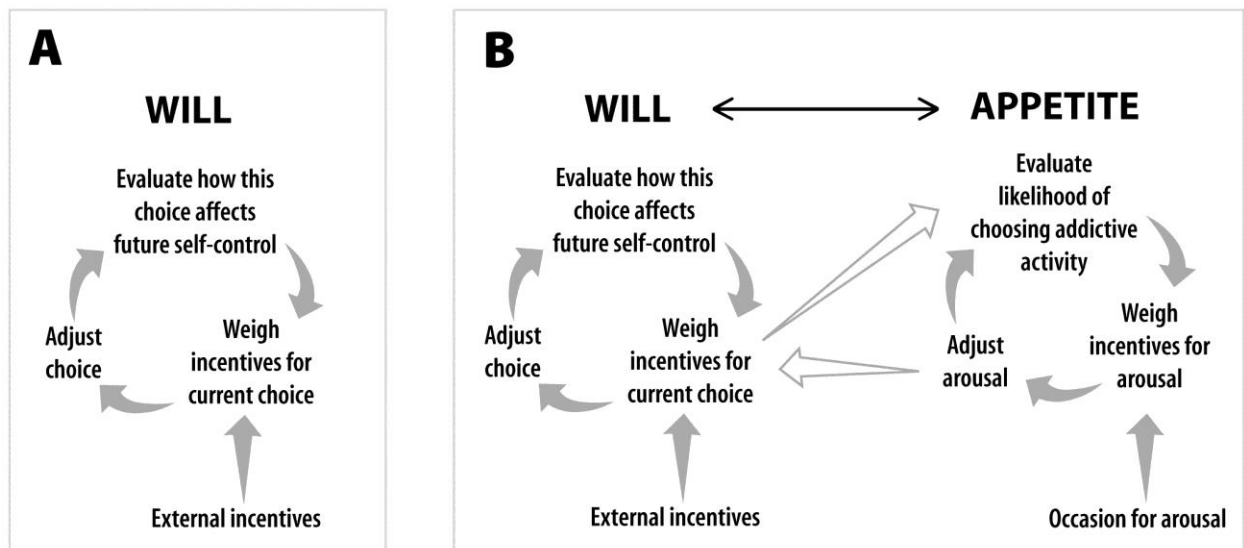 A
WILL
Evaluate how this
choice affects
future self-control
Adjust
choice
Weigh
incentives for
current choice
External incentives
B
WILL
APPETITE
Evaluate how this
choice affects
future self-control
Adjust
choice
Weigh
incentives for
current choice
External incentives
Evaluate
likelihood of
choosing addictive
activity
Adjust
arousal
Weigh
incentives for
arousal
Occasion for arousal